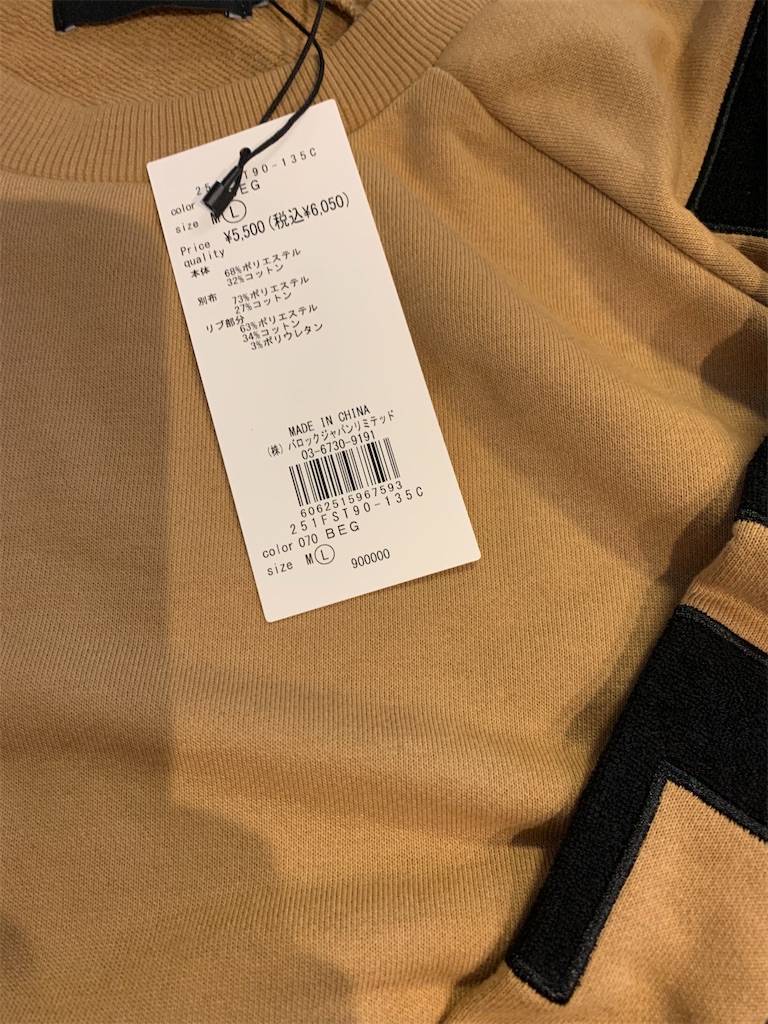 251FST90-135C
color BEG
size M L
Price ¥5,500(税込¥6,050)
quality
本体 68%ポリエステル
32%コットン
別布 73%ポリエステル
27%コットン
リブ部分 63%ポリエステル
34%コットン
3%ポリウレタン
MADE IN CHINA
(株)バロックジャパンリミテッド
03-6730-9191
6062515967593
251FST90-135C
color 070 BEG
size M L 900000